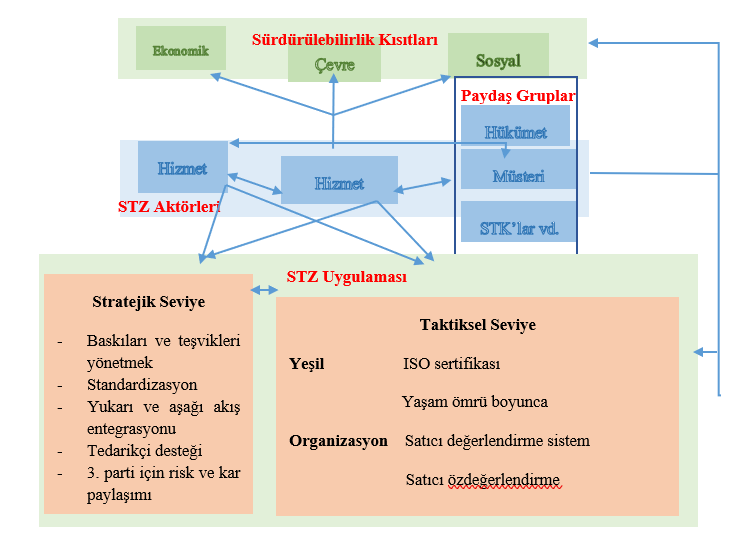 Sürdürülebilirlik Kısıtları
Ekonomik
Çevre
Sosyal
Paydaş Gruplar
Hükümet
Hizmet
Hizmet
Müsteri
STZ Aktörleri
STK'lar vd.
STZ Uygulaması
Stratejik Seviye
- Baskıları ve teşvikleri
yönetmek
- Standardizasyon
- Yukarı ve aşağı akış
entegrasyonu
- Tedarikçi desteği
- 3. parti için risk ve kar
paylaşımı
Taktiksel Seviye
Yeşil ISO sertifikası
Yaşam ömrü boyunca
Organizasyon Satıcı değerlendirme sistem
Satıcı özdeğerlendirme